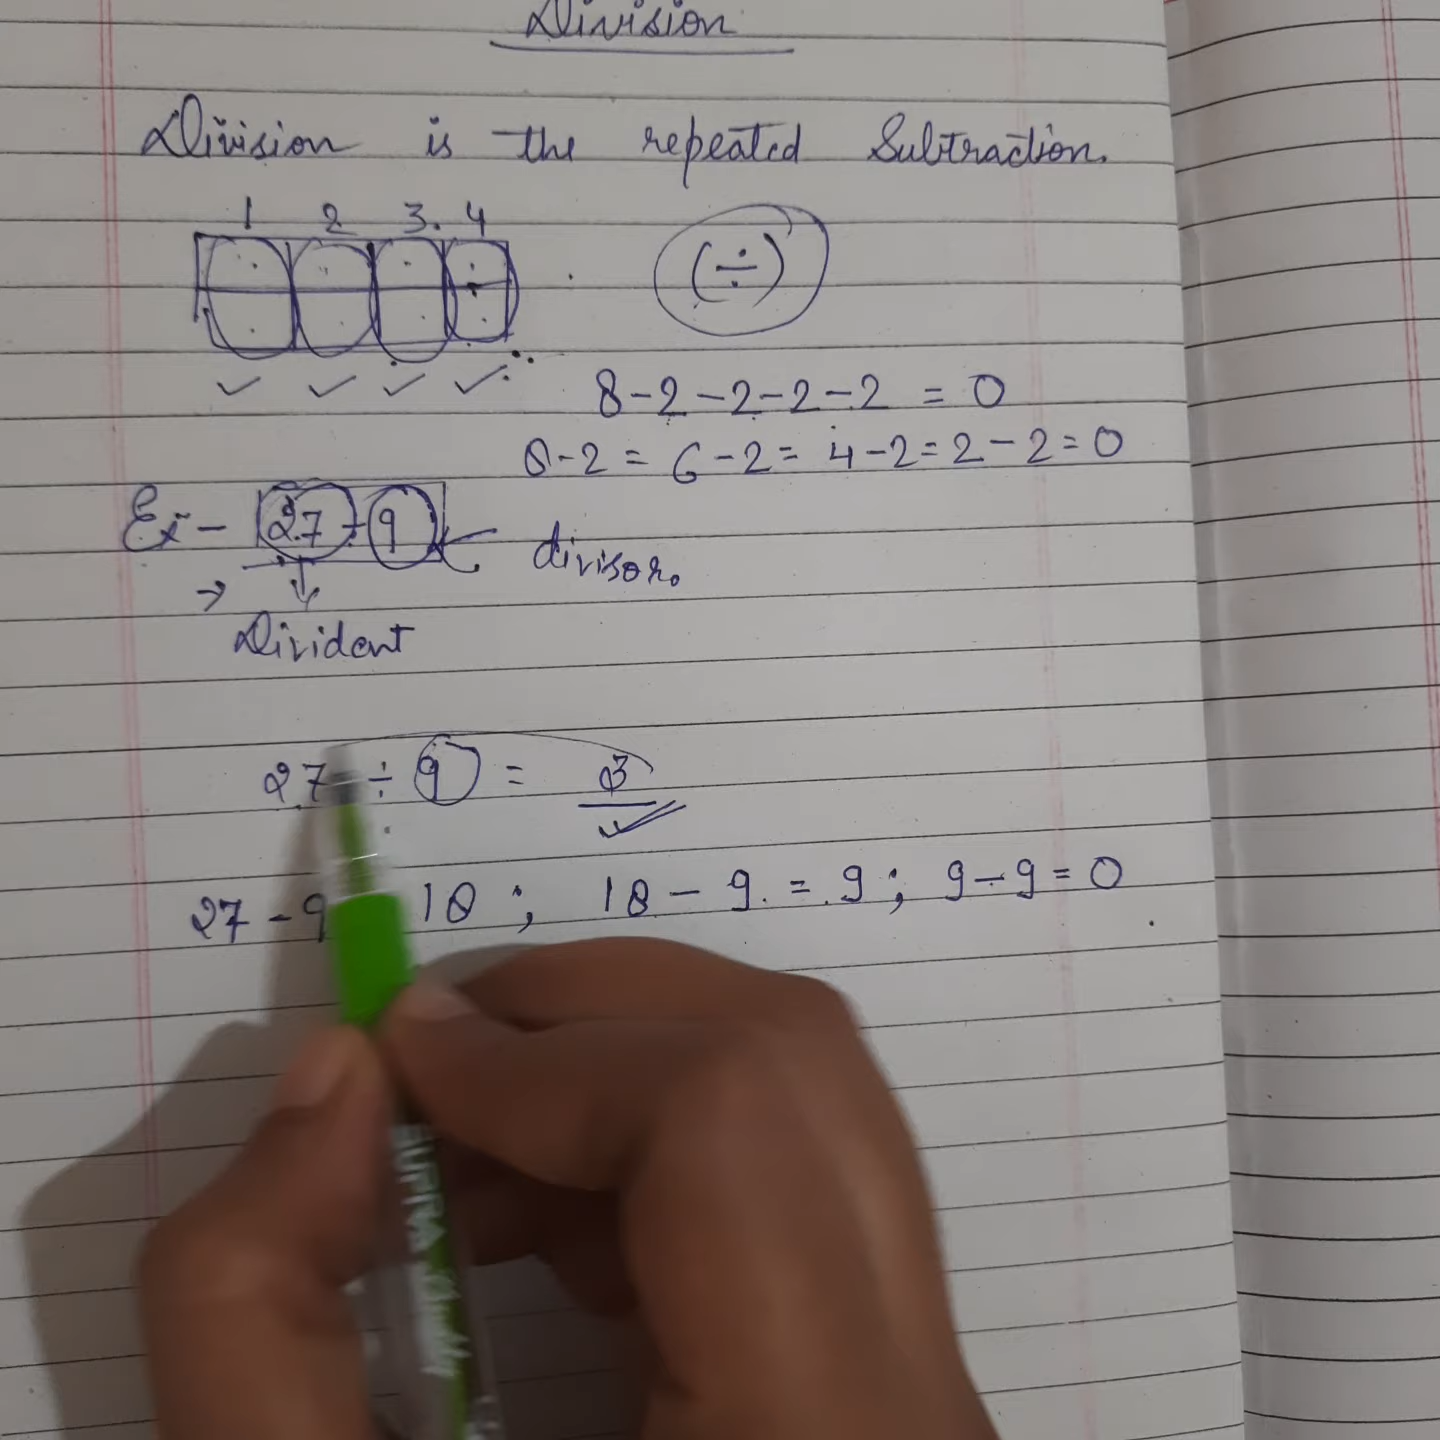 Division
Division is the repeated Subtraction.
1 2 3. 4
(÷)
8-2-2-2-2 = 0
8-2 = 6-2= 4-2=2-2=0
Ex- 27÷9 divisor.
Divident
27 ÷ 9 = 3
27-9 18 ; 18-9. = 9 ; 9-9=0
SUPRA